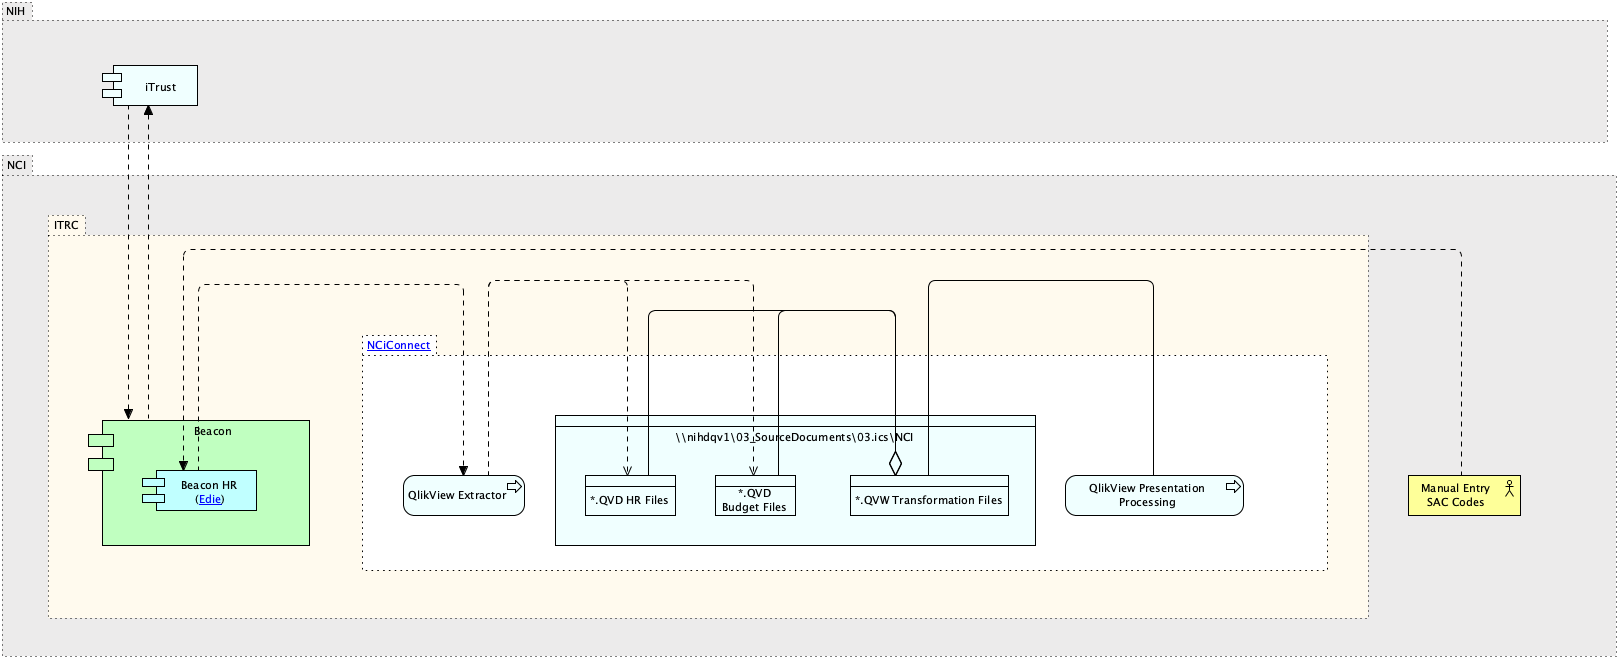 NIH
iTrust
NCI
ITRC
NCiConnect
Beacon
Beacon HR
(Edie)
\\nihdqv1\03_SourceDocuments\03.ics\NCI
QlikView Extractor
*.QVD HR Files
*.QVD
Budget Files
*.QVW Transformation Files
QlikView Presentation
Processing
Manual Entry
SAC Codes